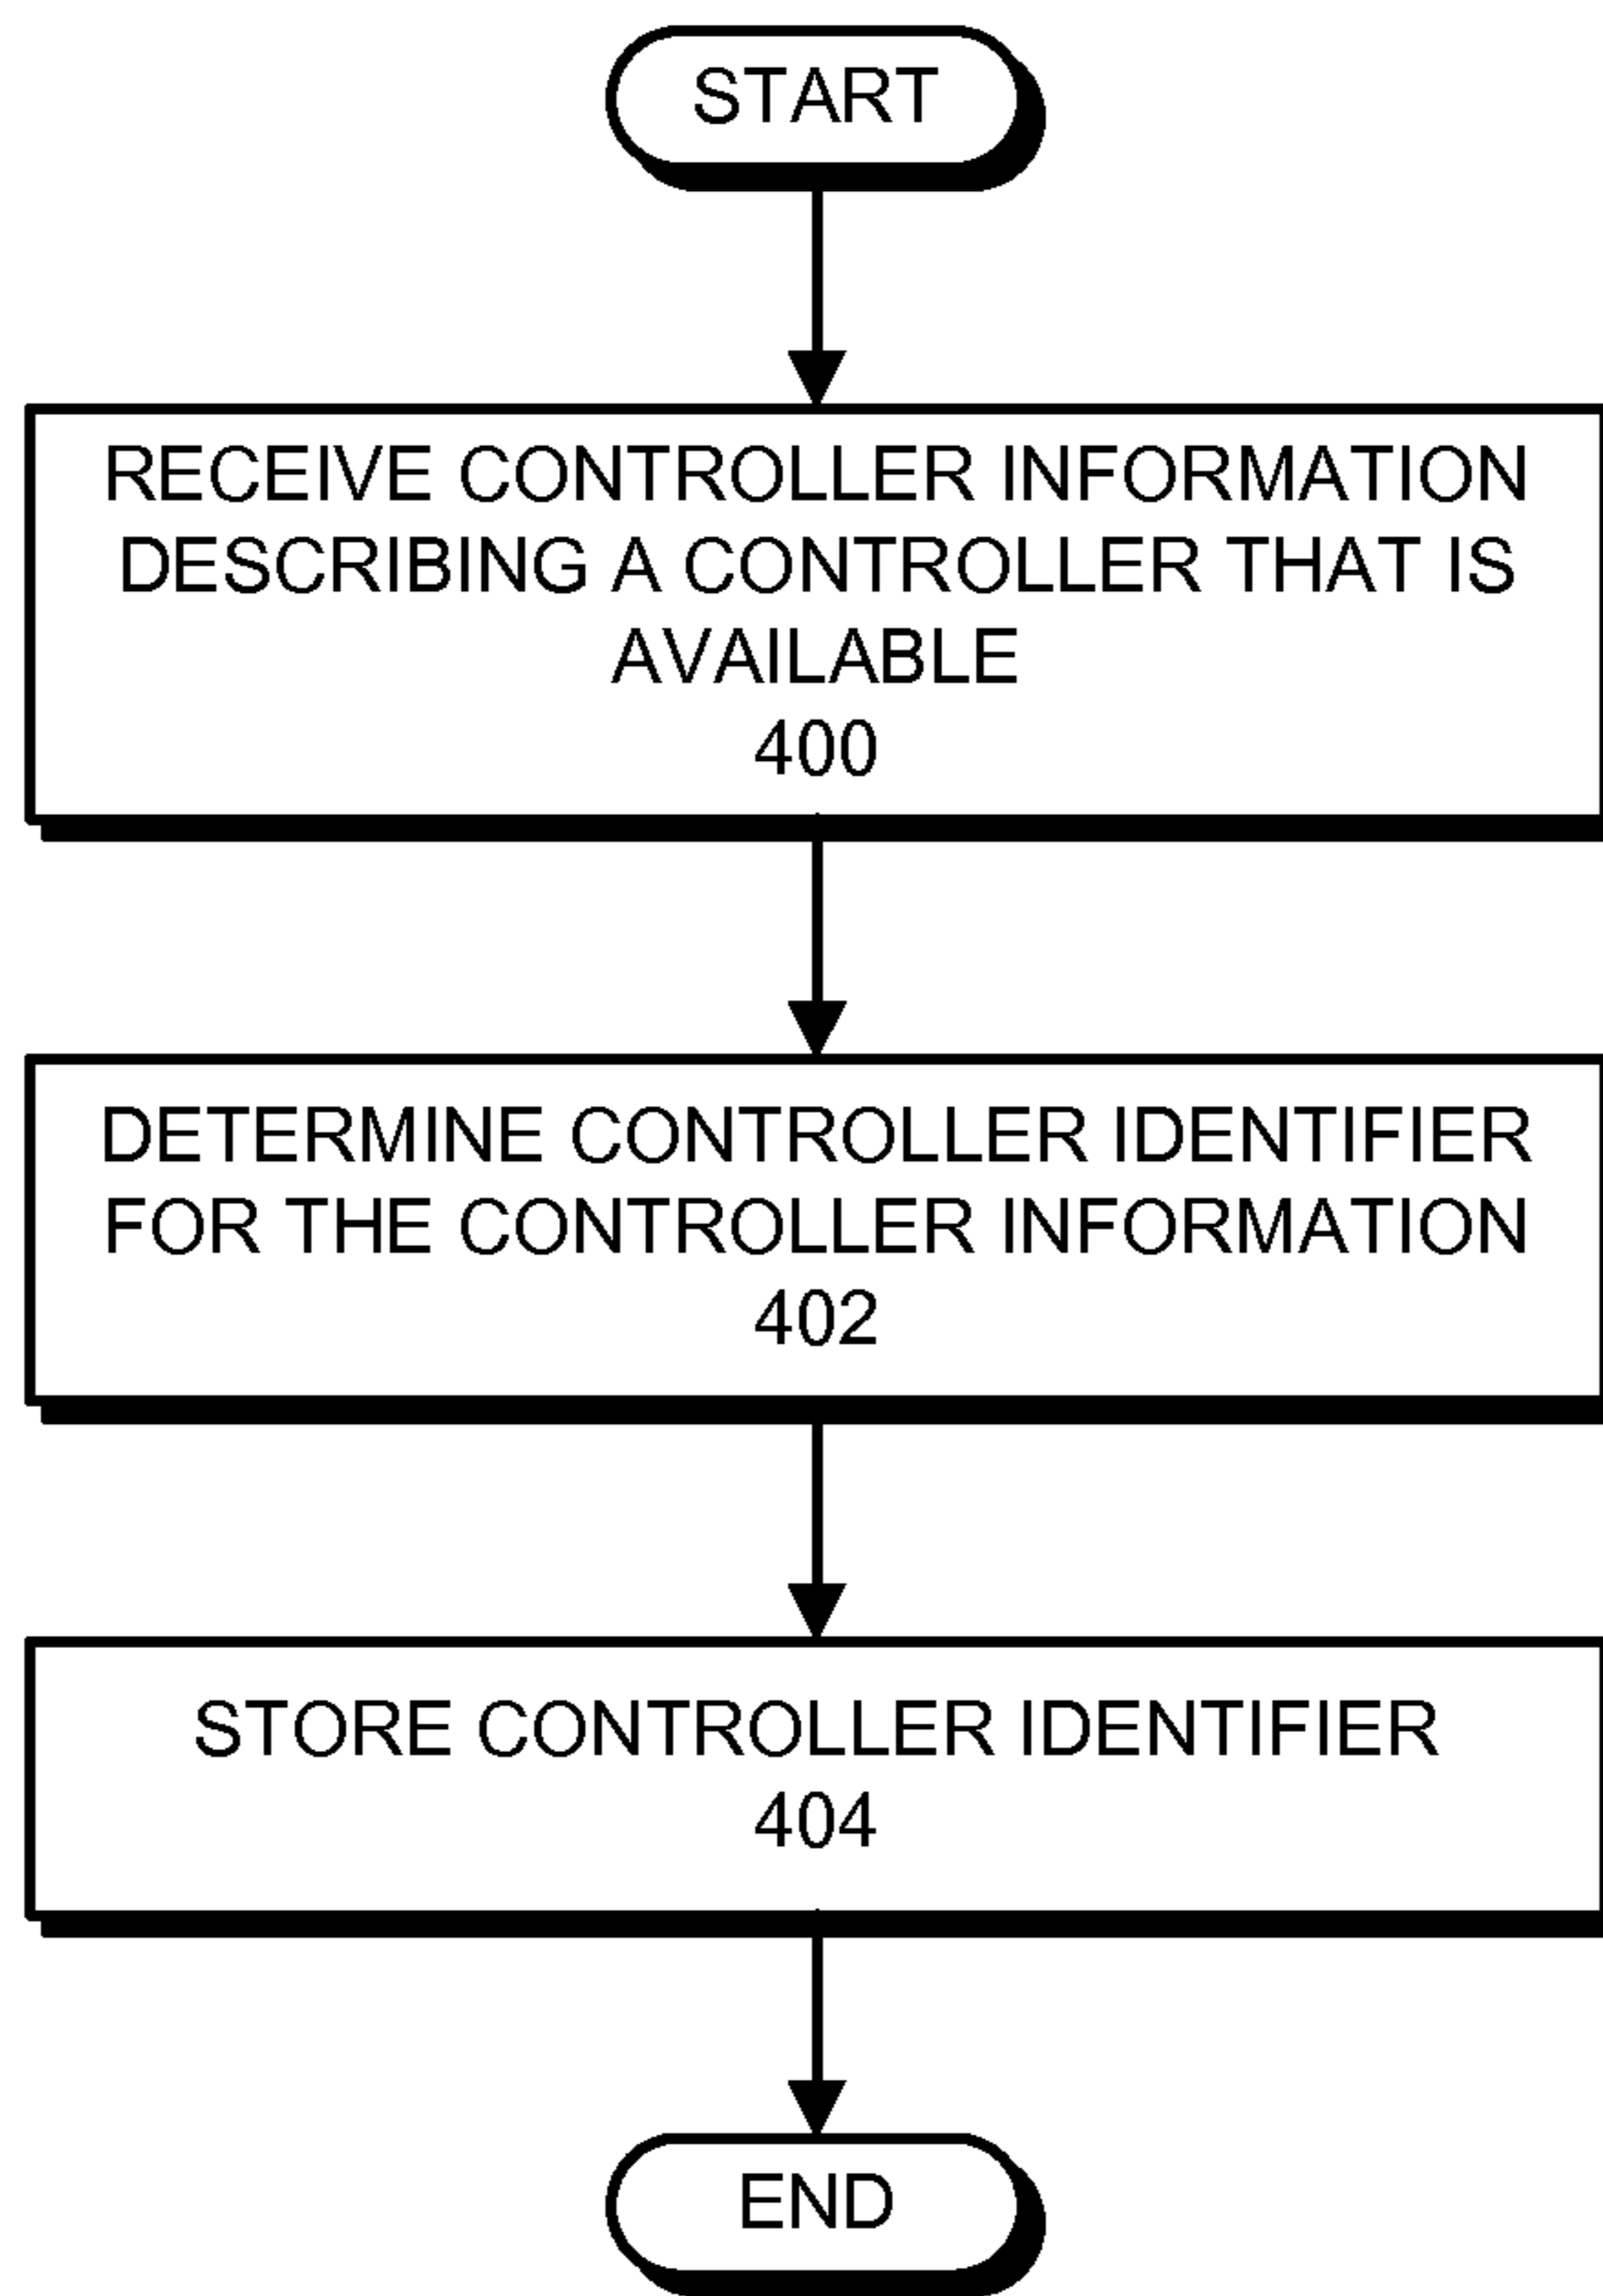 START
RECEIVE CONTROLLER INFORMATION
DESCRIBING A CONTROLLER THAT IS
AVAILABLE
400
DETERMINE CONTROLLER IDENTIFIER
FOR THE CONTROLLER INFORMATION
402
STORE CONTROLLER IDENTIFIER
404
END